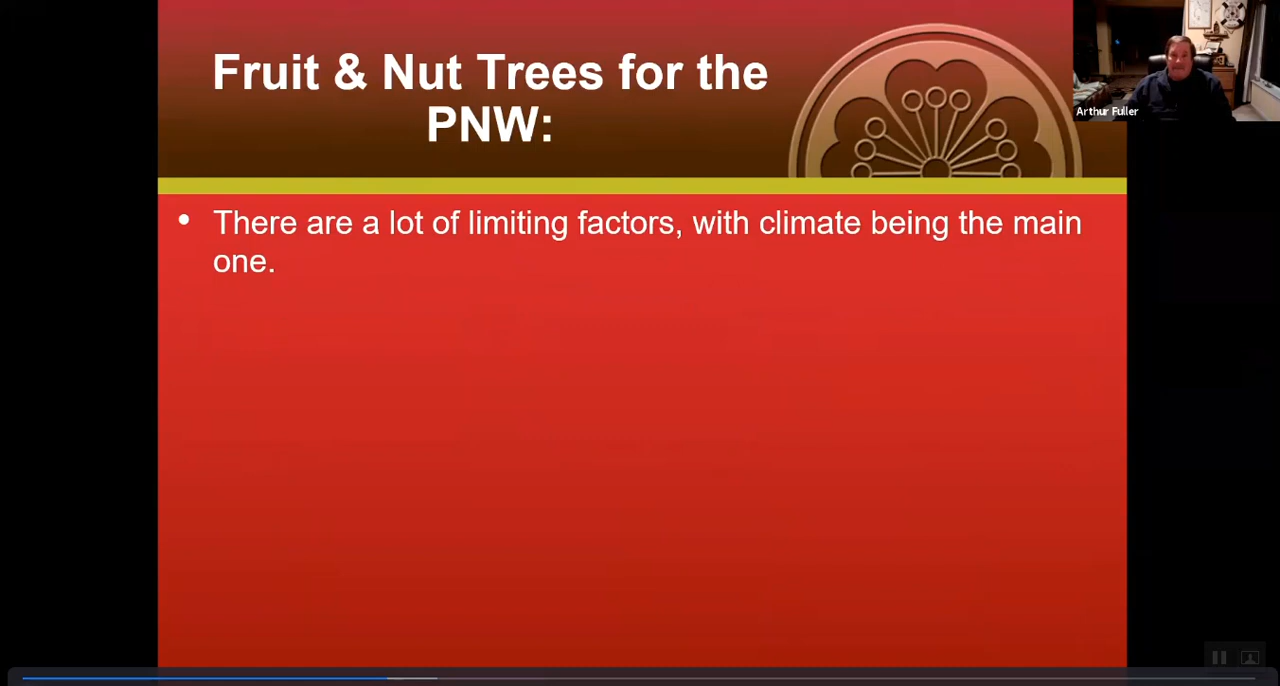 Fruit & Nut Trees for the
PNW:
Arthur Fuller
• There are a lot of limiting factors, with climate being the main
one.